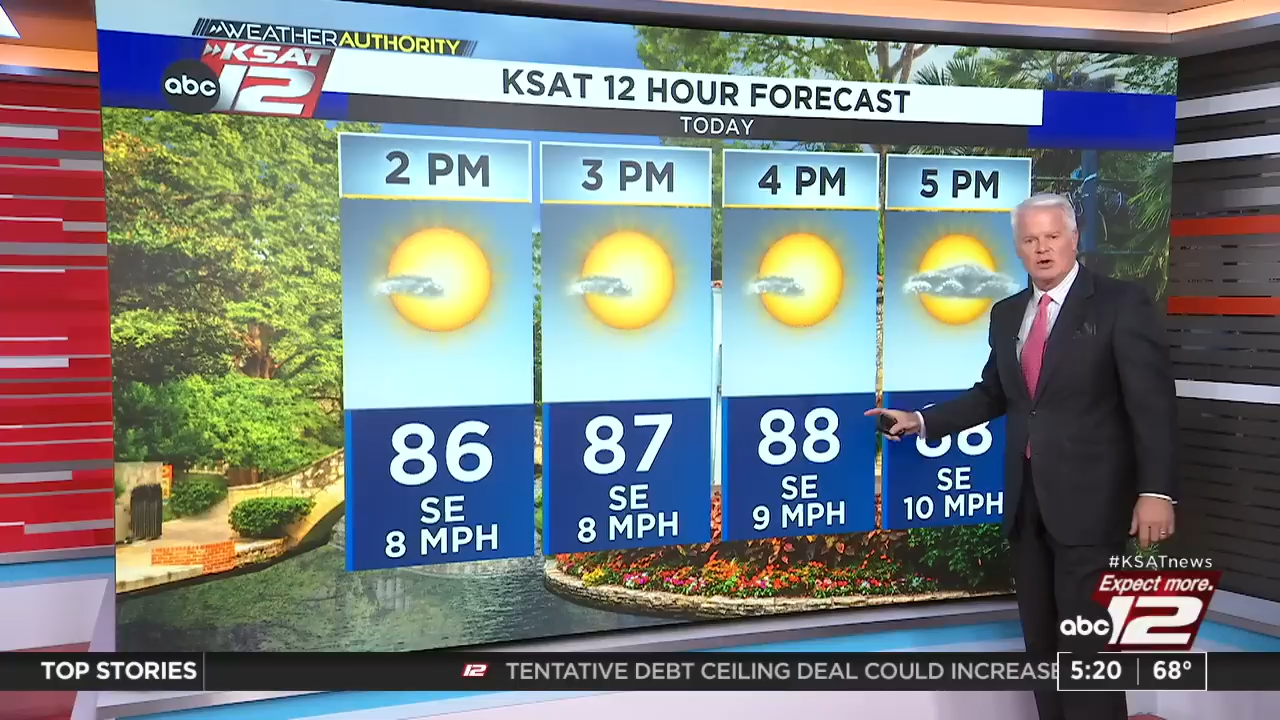 WEATHERAUTHORITY
KSAT
abc 12
KSAT 12 HOUR FORECAST
TODAY
2 PM
86
SE
8 MPH
3 PM
87
SE
8 MPH
4 PM
88
SE
9 MPH
5 PM
88
SE
10 MPH
#KSATnews
Expect more.
abc 12
TOP STORIES
12 TENTATIVE DEBT CEILING DEAL COULD INCREASE
5:20 68°